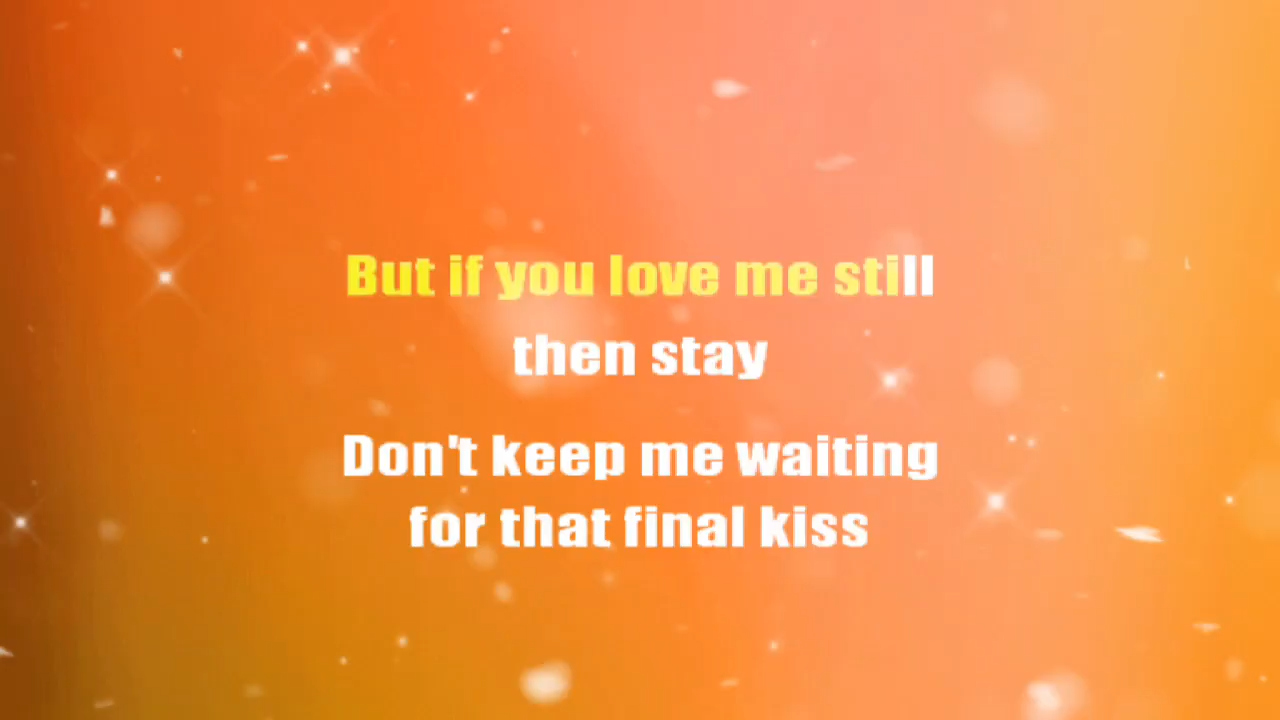 But if you love me still
then stay
Don't keep me waiting
for that final kiss